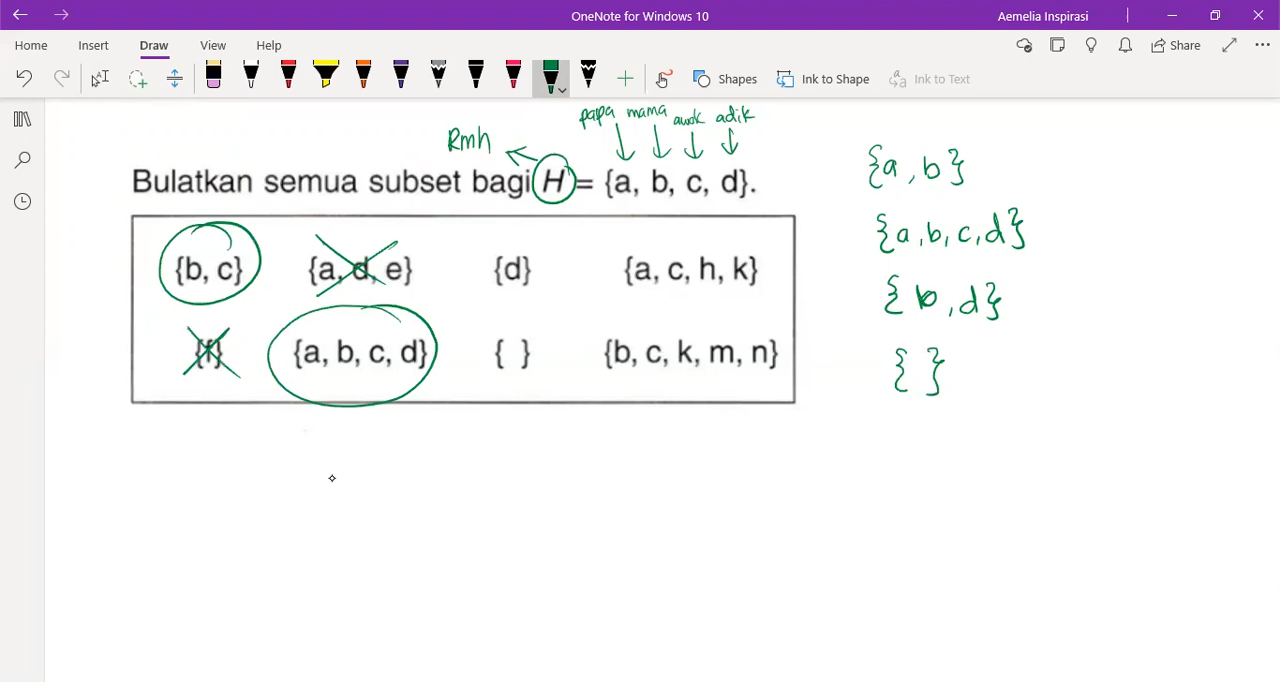 OneNote for Windows 10
Aemelia Inspirasi
Home Insert Draw View Help
Share
Shapes
Ink to Shape
Ink to Text
papa mama awok adik
Rmh
Bulatkan semua subset bagi H = {a, b, c, d}.
{b, c} {a, d, e} {d} {a, c, h, k}
{f} {a, b, c, d} { } {b, c, k, m, n}
{a, b}
{a, b, c, d}
{b, d}
{ }